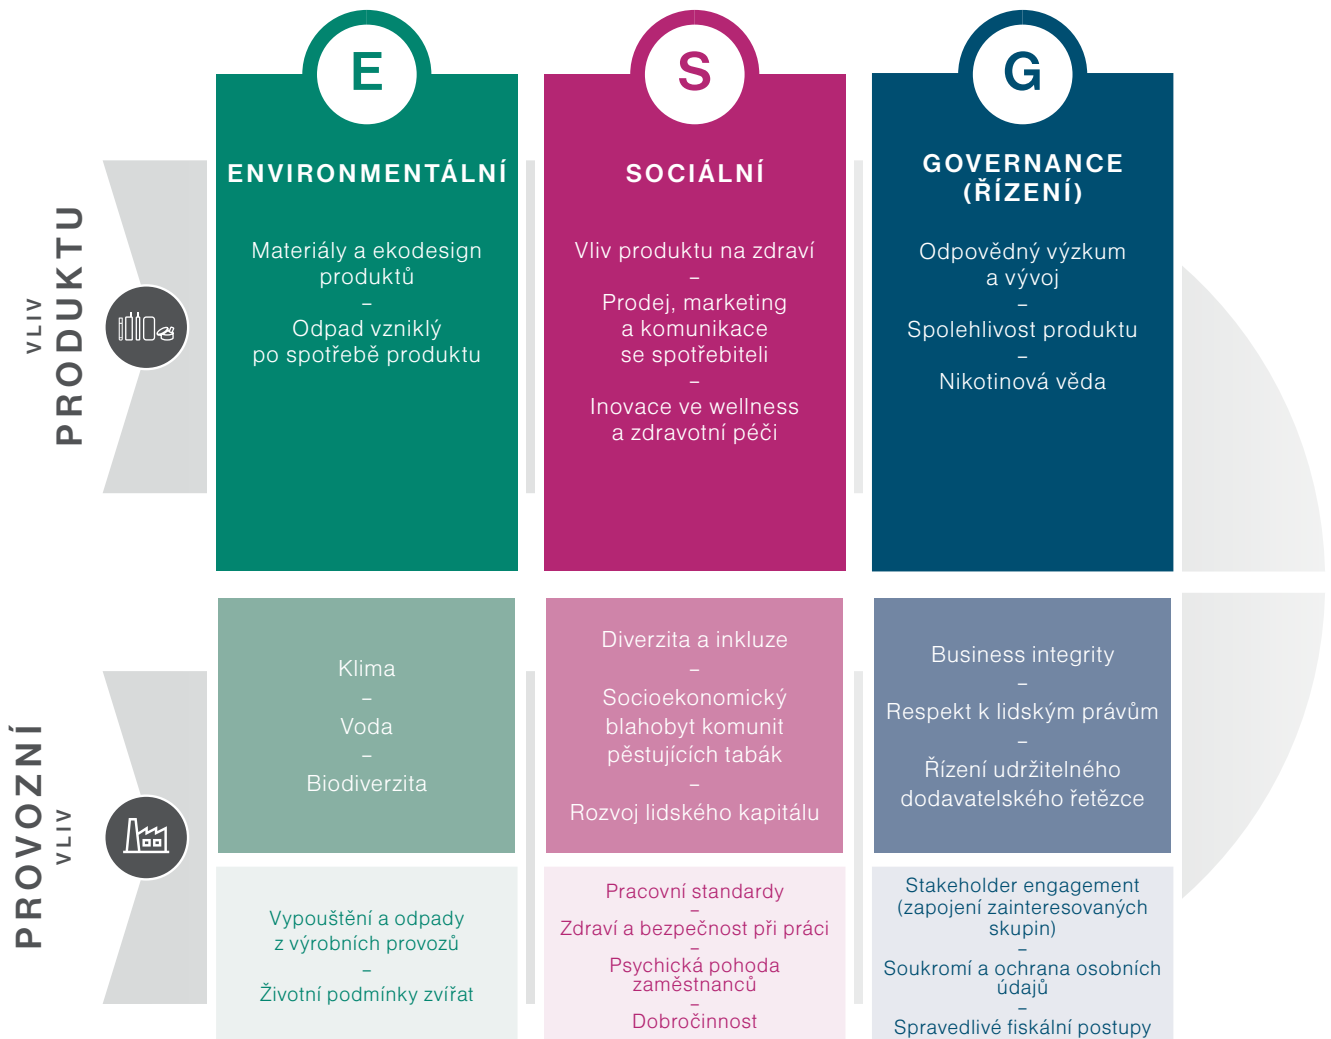 E
S
G
ENVIRONMENTÁLNÍ
SOCIÁLNÍ
GOVERNANCE
(ŘÍZENÍ)
VLIV
PRODUKTU
Materiály a ekodesign
produktů
–
Odpad vzniklý
po spotřebě produktu
Vliv produktu na zdraví
–
Prodej, marketing
a komunikace
se spotřebiteli
–
Inovace ve wellness
a zdravotní péči
Odpovědný výzkum
a vývoj
–
Spolehlivost produktu
–
Nikotinová věda
PROVOZNÍ
VLIV
Klima
–
Voda
–
Biodiverzita
Diverzita a inkluze
–
Socioekonomický
blahobyt komunit
pěstujících tabák
–
Rozvoj lidského kapitálu
Business integrity
–
Respekt k lidským právům
–
Řízení udržitelného
dodavatelského řetězce
Vypouštění a odpady
z výrobních provozů
–
Životní podmínky zvířat
Pracovní standardy
–
Zdraví a bezpečnost při práci
–
Psychická pohoda
zaměstnanců
–
Dobročinnost
Stakeholder engagement
(zapojení zainteresovaných
skupin)
–
Soukromí a ochrana osobních
údajů
–
Spravedlivé fiskální postupy